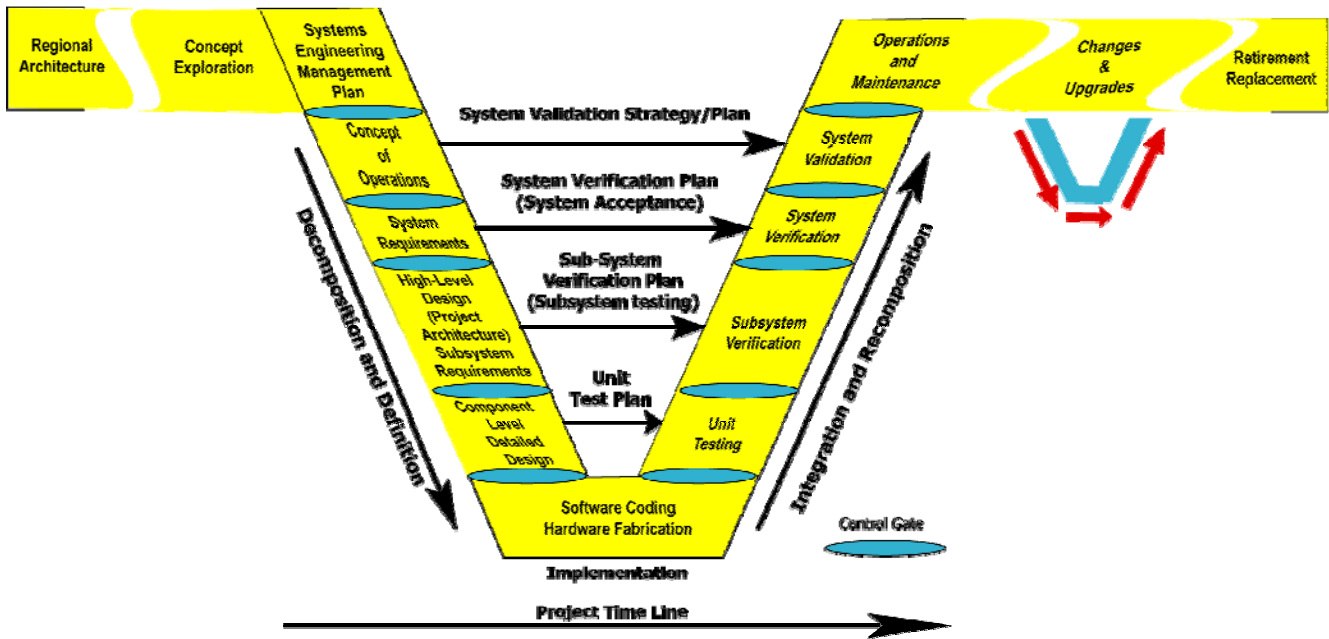 Regional
Architecture
Concept
Exploration
Systems
Engineering
Management
Plan
Concept
of
Operations
System
Requirements
High-Level
Design
(Project
Architecture)
Subsystem
Requirements
Component
Level
Detailed
Design
Software Coding
Hardware Fabrication
Implementation
Unit
Testing
Subsystem
Verification
System
Verification
System
Validation
Operations
and
Maintenance
Changes
&
Upgrades
Retirement
Replacement
System Validation Strategy/Plan
System Verification Plan
(System Acceptance)
Sub-System
Verification Plan
(Subsystem testing)
Unit
Test Plan
Decomposition and Definition
Integration and Recomposition
Control Gate
Project Time Line